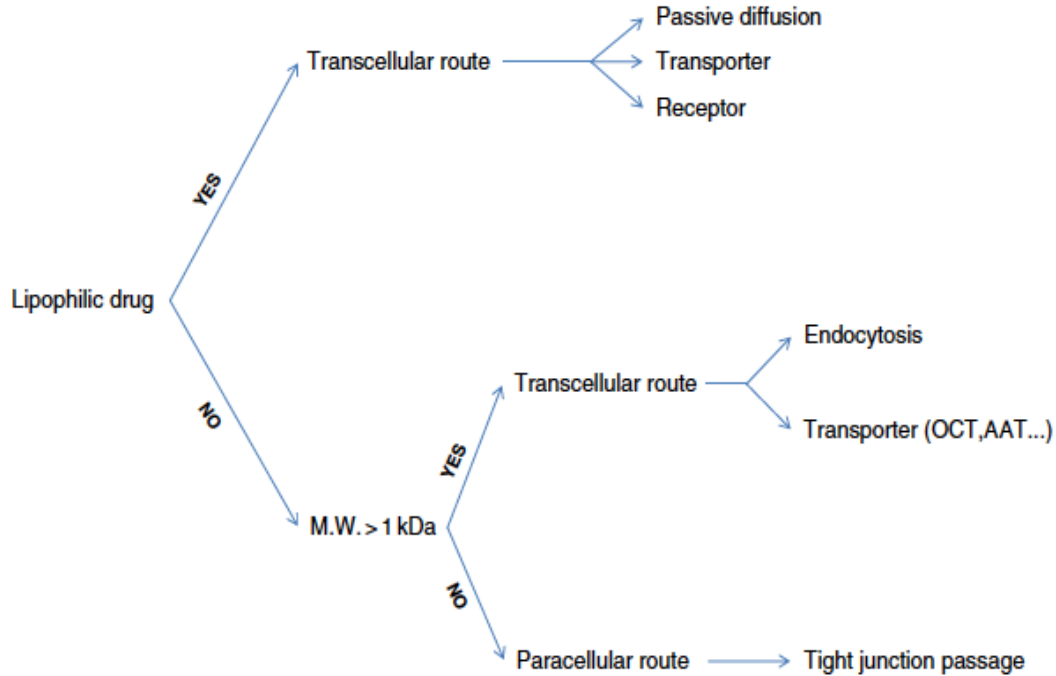 Passive diffusion
Transcellular route
Transporter
Receptor
YES
Lipophilic drug
NO
Endocytosis
Transcellular route
Transporter (OCT,AAT...)
YES
M.W. > 1 kDa
NO
Paracellular route
Tight junction passage